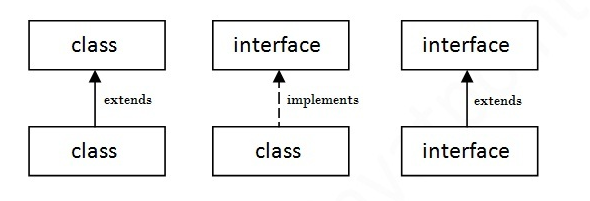 class interface interface
extends implements extends
class class interface